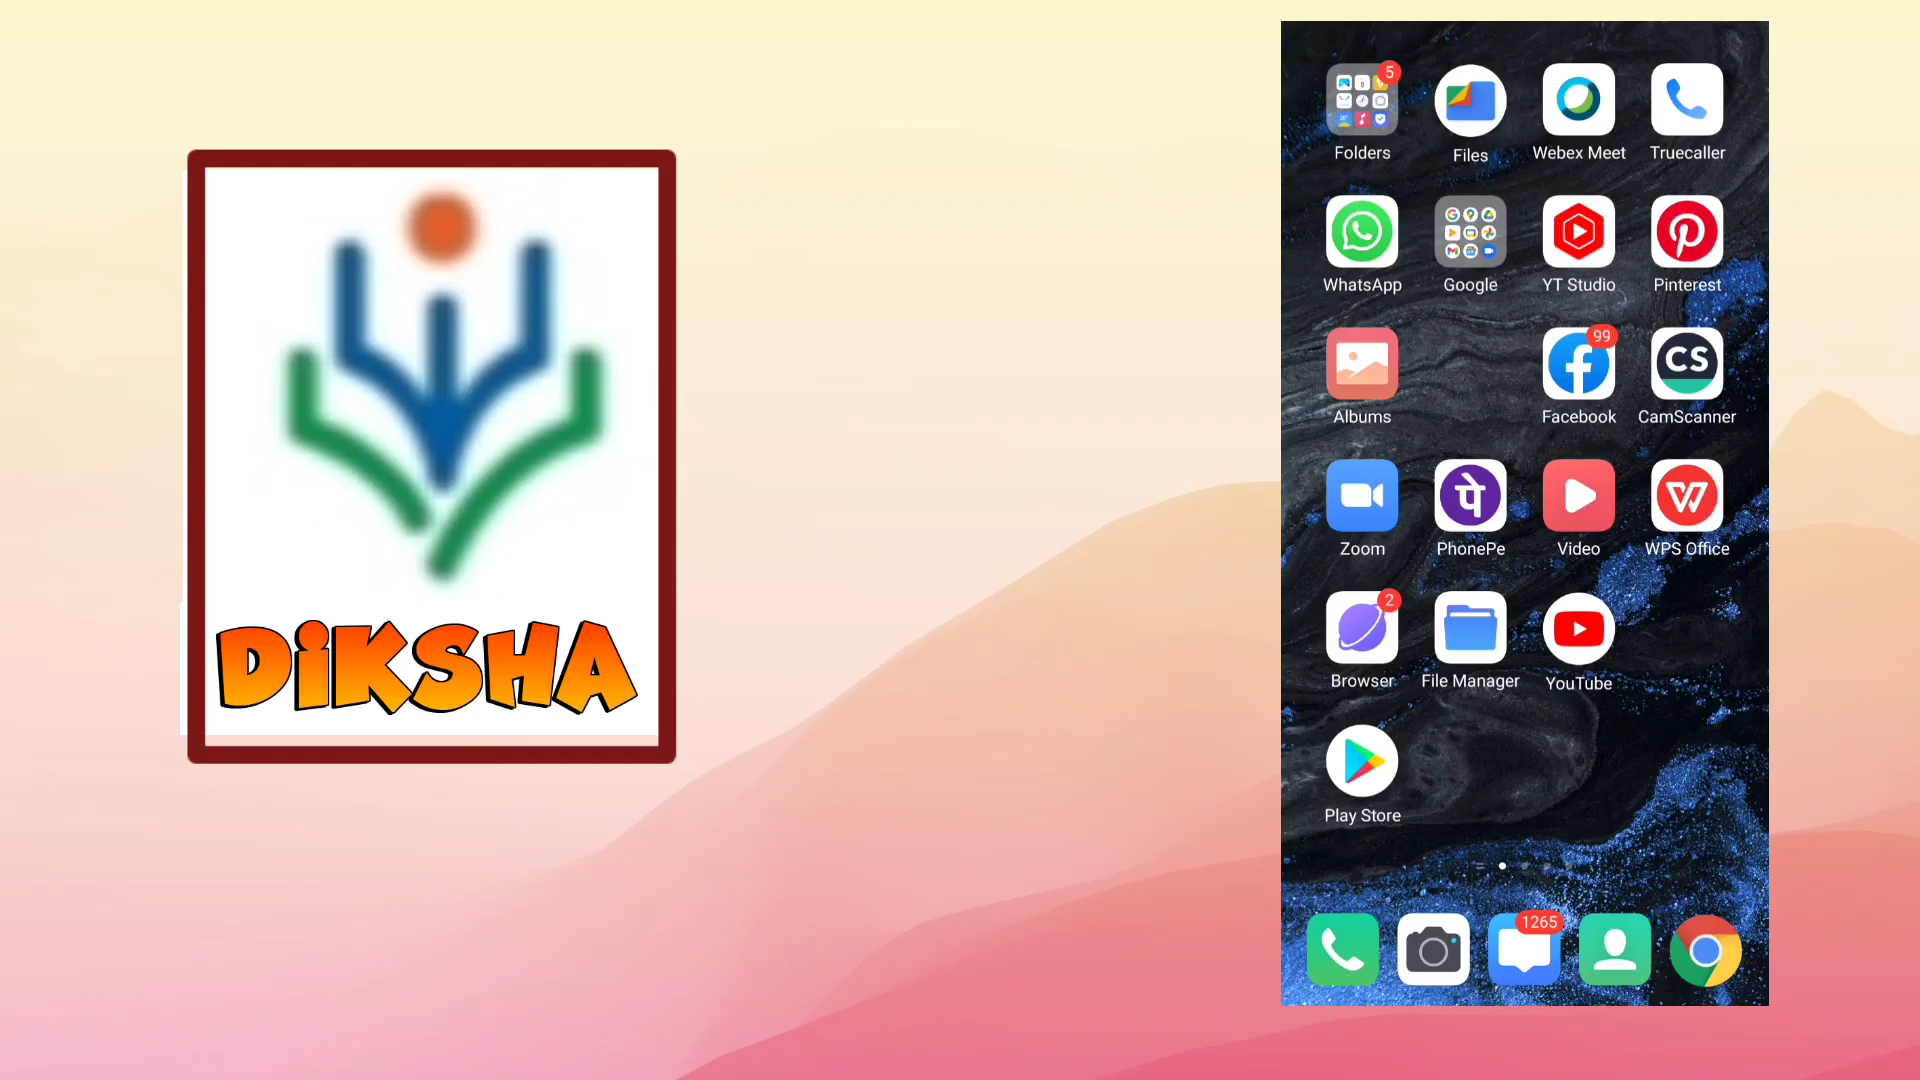 DiKSHA
5
Folders
Files
Webex Meet
Truecaller
WhatsApp
Google
YT Studio
Pinterest
Albums
99
Facebook
CS
CamScanner
Zoom
पे
PhonePe
Video
W
WPS Office
2
Browser
File Manager
YouTube
Play Store
1265